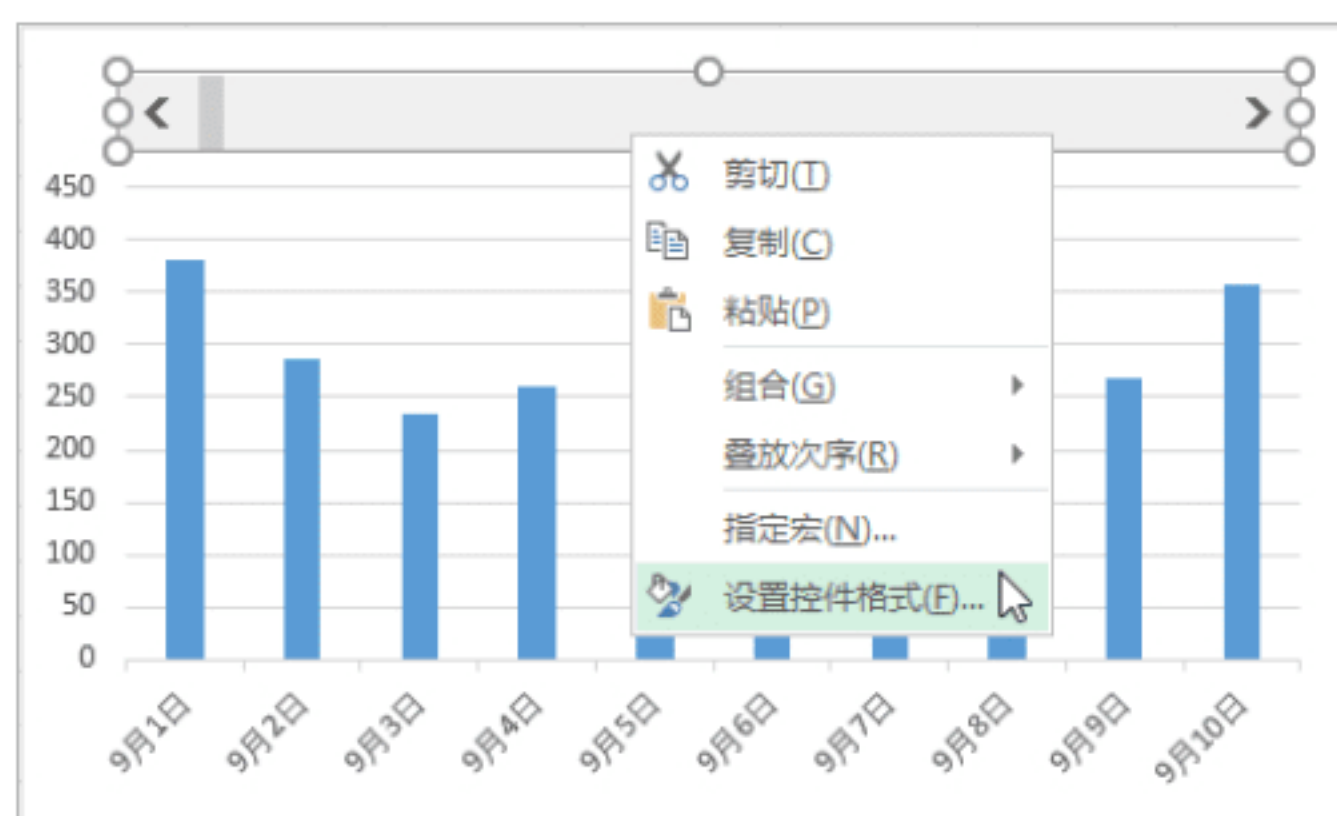 剪切(T)
复制(C)
粘贴(P)
组合(G)
叠放次序(R)
指定宏(N)...
设置控件格式(F)...
450
400
350
300
250
200
150
100
50
0
9月1日
9月2日
9月3日
9月4日
9月5日
9月6日
9月7日
9月8日
9月9日
9月10日